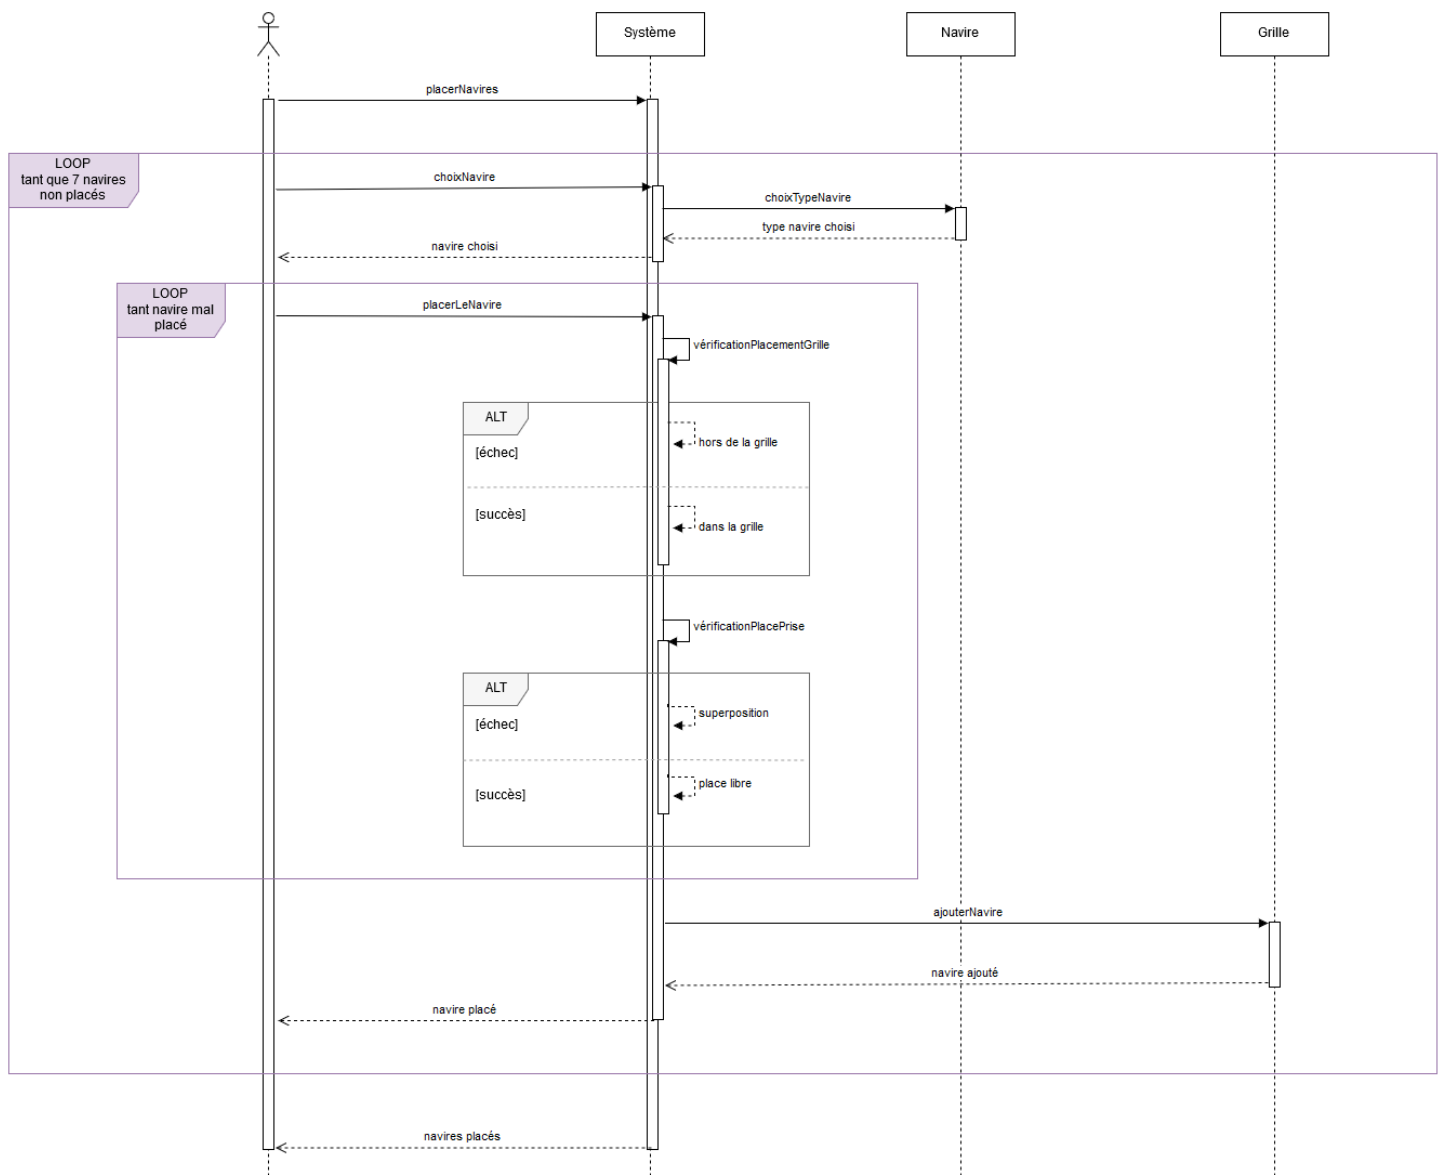 Système
Navire
Grille
placerNavires
LOOP
tant que 7 navires
non placés
choixNavire
choixTypeNavire
type navire choisi
navire choisi
LOOP
tant navire mal
placé
placerLeNavire
vérificationPlacementGrille
ALT
hors de la grille
[échec]
[succès]
dans la grille
vérificationPlacePrise
ALT
superposition
[échec]
place libre
[succès]
ajouterNavire
navire ajouté
navire placé
navires placés